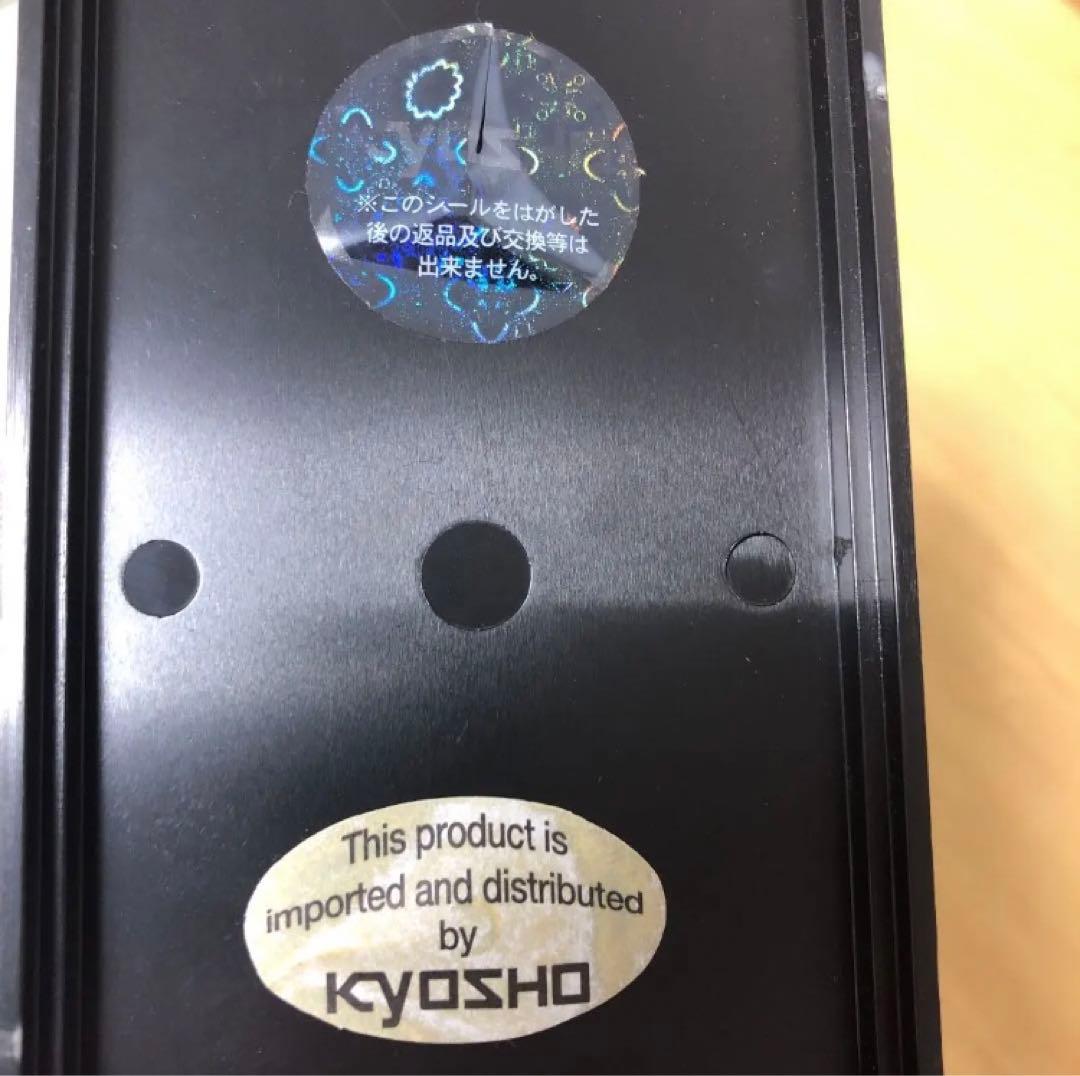 kyosho
※このシールをはがした
後の返品及び交換等は
出来ません。
This product is
imported and distributed
by
KYOSHO